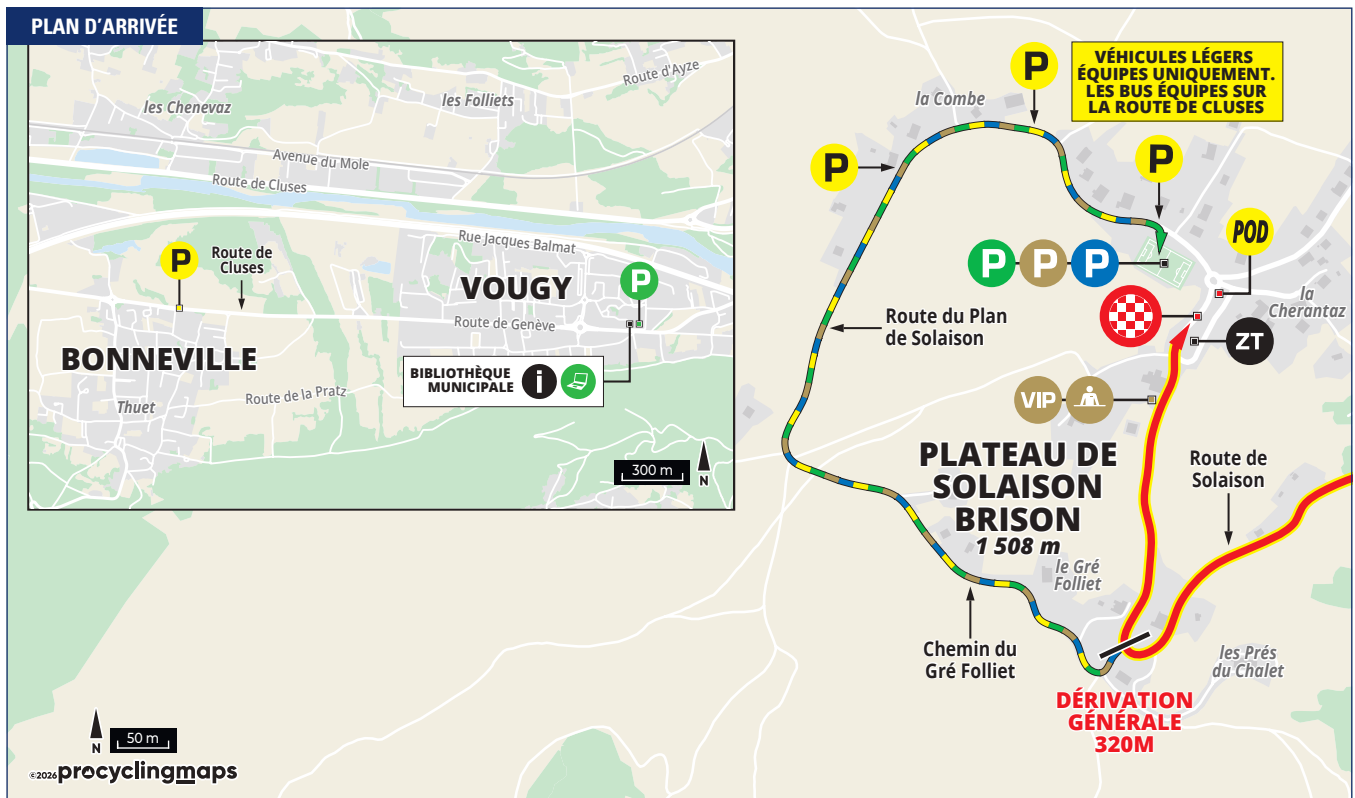 PLAN D'ARRIVÉE
les Chenevaz
les Folliets
Route d'Ayze
Avenue du Mole
Route de Cluses
Rue Jacques Balmat
P
Route de
Cluses
VOUGY
P
Route de Genève
BONNEVILLE
BIBLIOTHÈQUE
MUNICIPALE
i
Thuet
Route de la Pratz
300 m
N
P
VÉHICULES LÉGERS
ÉQUIPES UNIQUEMENT.
LES BUS ÉQUIPES SUR
LA ROUTE DE CLUSES
la Combe
P
P
POD
P P P
la
Cherantaz
Route du Plan
de Solaison
ZT
VIP
PLATEAU DE
SOLAISON
BRISON
1 508 m
Route de
Solaison
le Gré
Folliet
Chemin du
Gré Folliet
les Prés
du Chalet
DÉRIVATION
GÉNÉRALE
320M
N
50 m
©2026 procyclingmaps